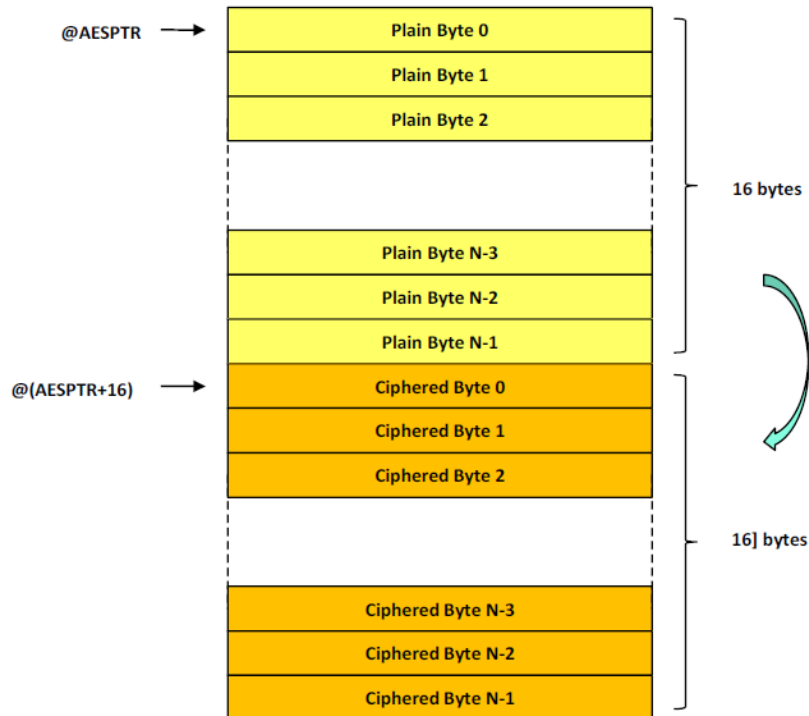 @AESPTR
Plain Byte 0
Plain Byte 1
Plain Byte 2
16 bytes
Plain Byte N-3
Plain Byte N-2
Plain Byte N-1
@(AESPTR+16)
Ciphered Byte 0
Ciphered Byte 1
Ciphered Byte 2
16] bytes
Ciphered Byte N-3
Ciphered Byte N-2
Ciphered Byte N-1